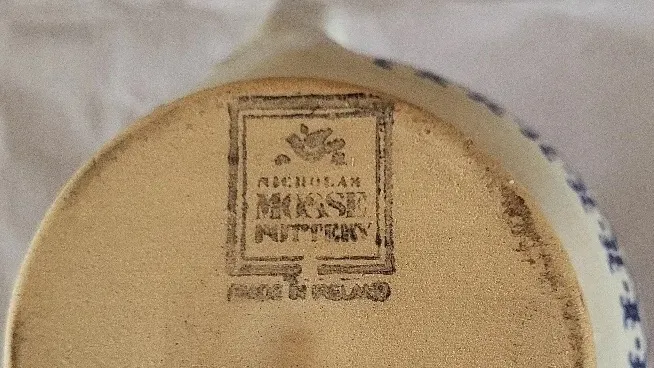 NICHOLAS
MOSSE
POTTERY
MADE IN IRELAND